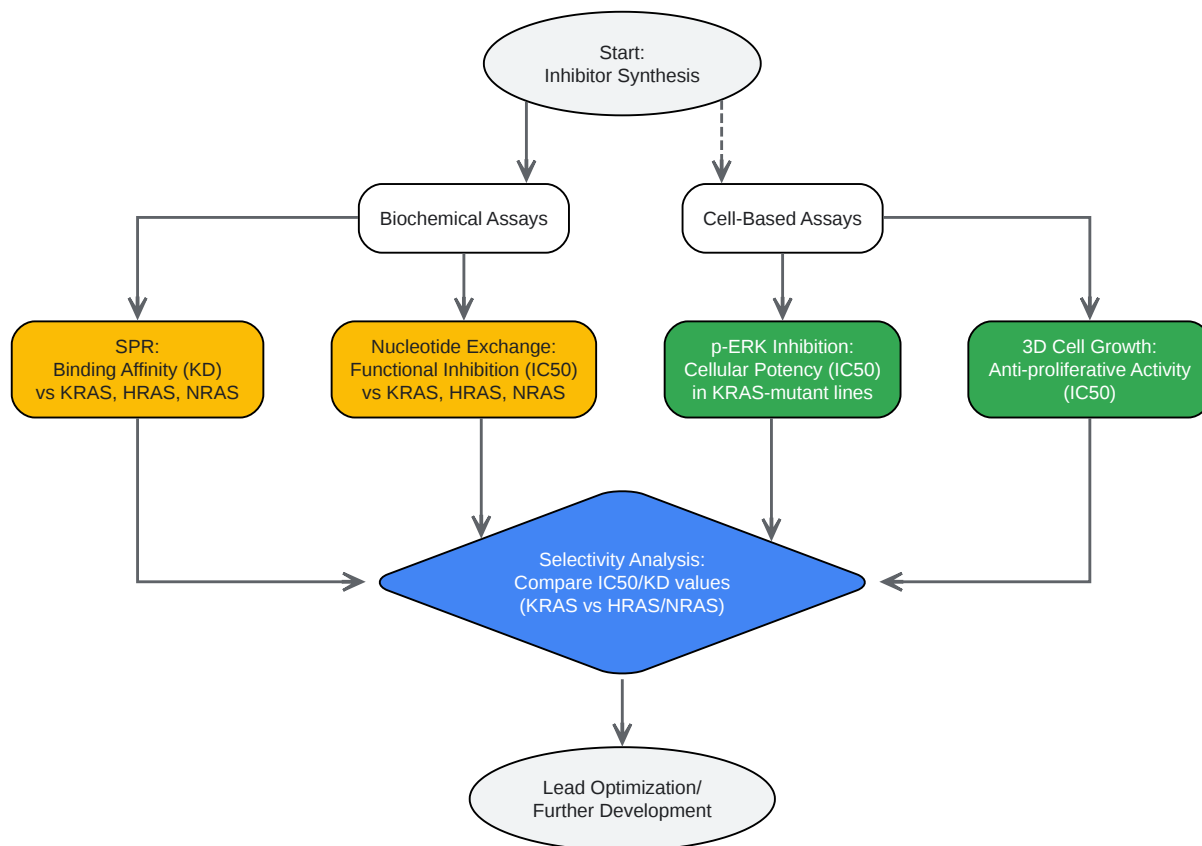 Start:
Inhibitor Synthesis
Biochemical Assays
Cell-Based Assays
SPR:
Binding Affinity (KD)
vs KRAS, HRAS, NRAS
Nucleotide Exchange:
Functional Inhibition (IC50)
vs KRAS, HRAS, NRAS
p-ERK Inhibition:
Cellular Potency (IC50)
in KRAS-mutant lines
3D Cell Growth:
Anti-proliferative Activity
(IC50)
Selectivity Analysis:
Compare IC50/KD values
(KRAS vs HRAS/NRAS)
Lead Optimization/
Further Development